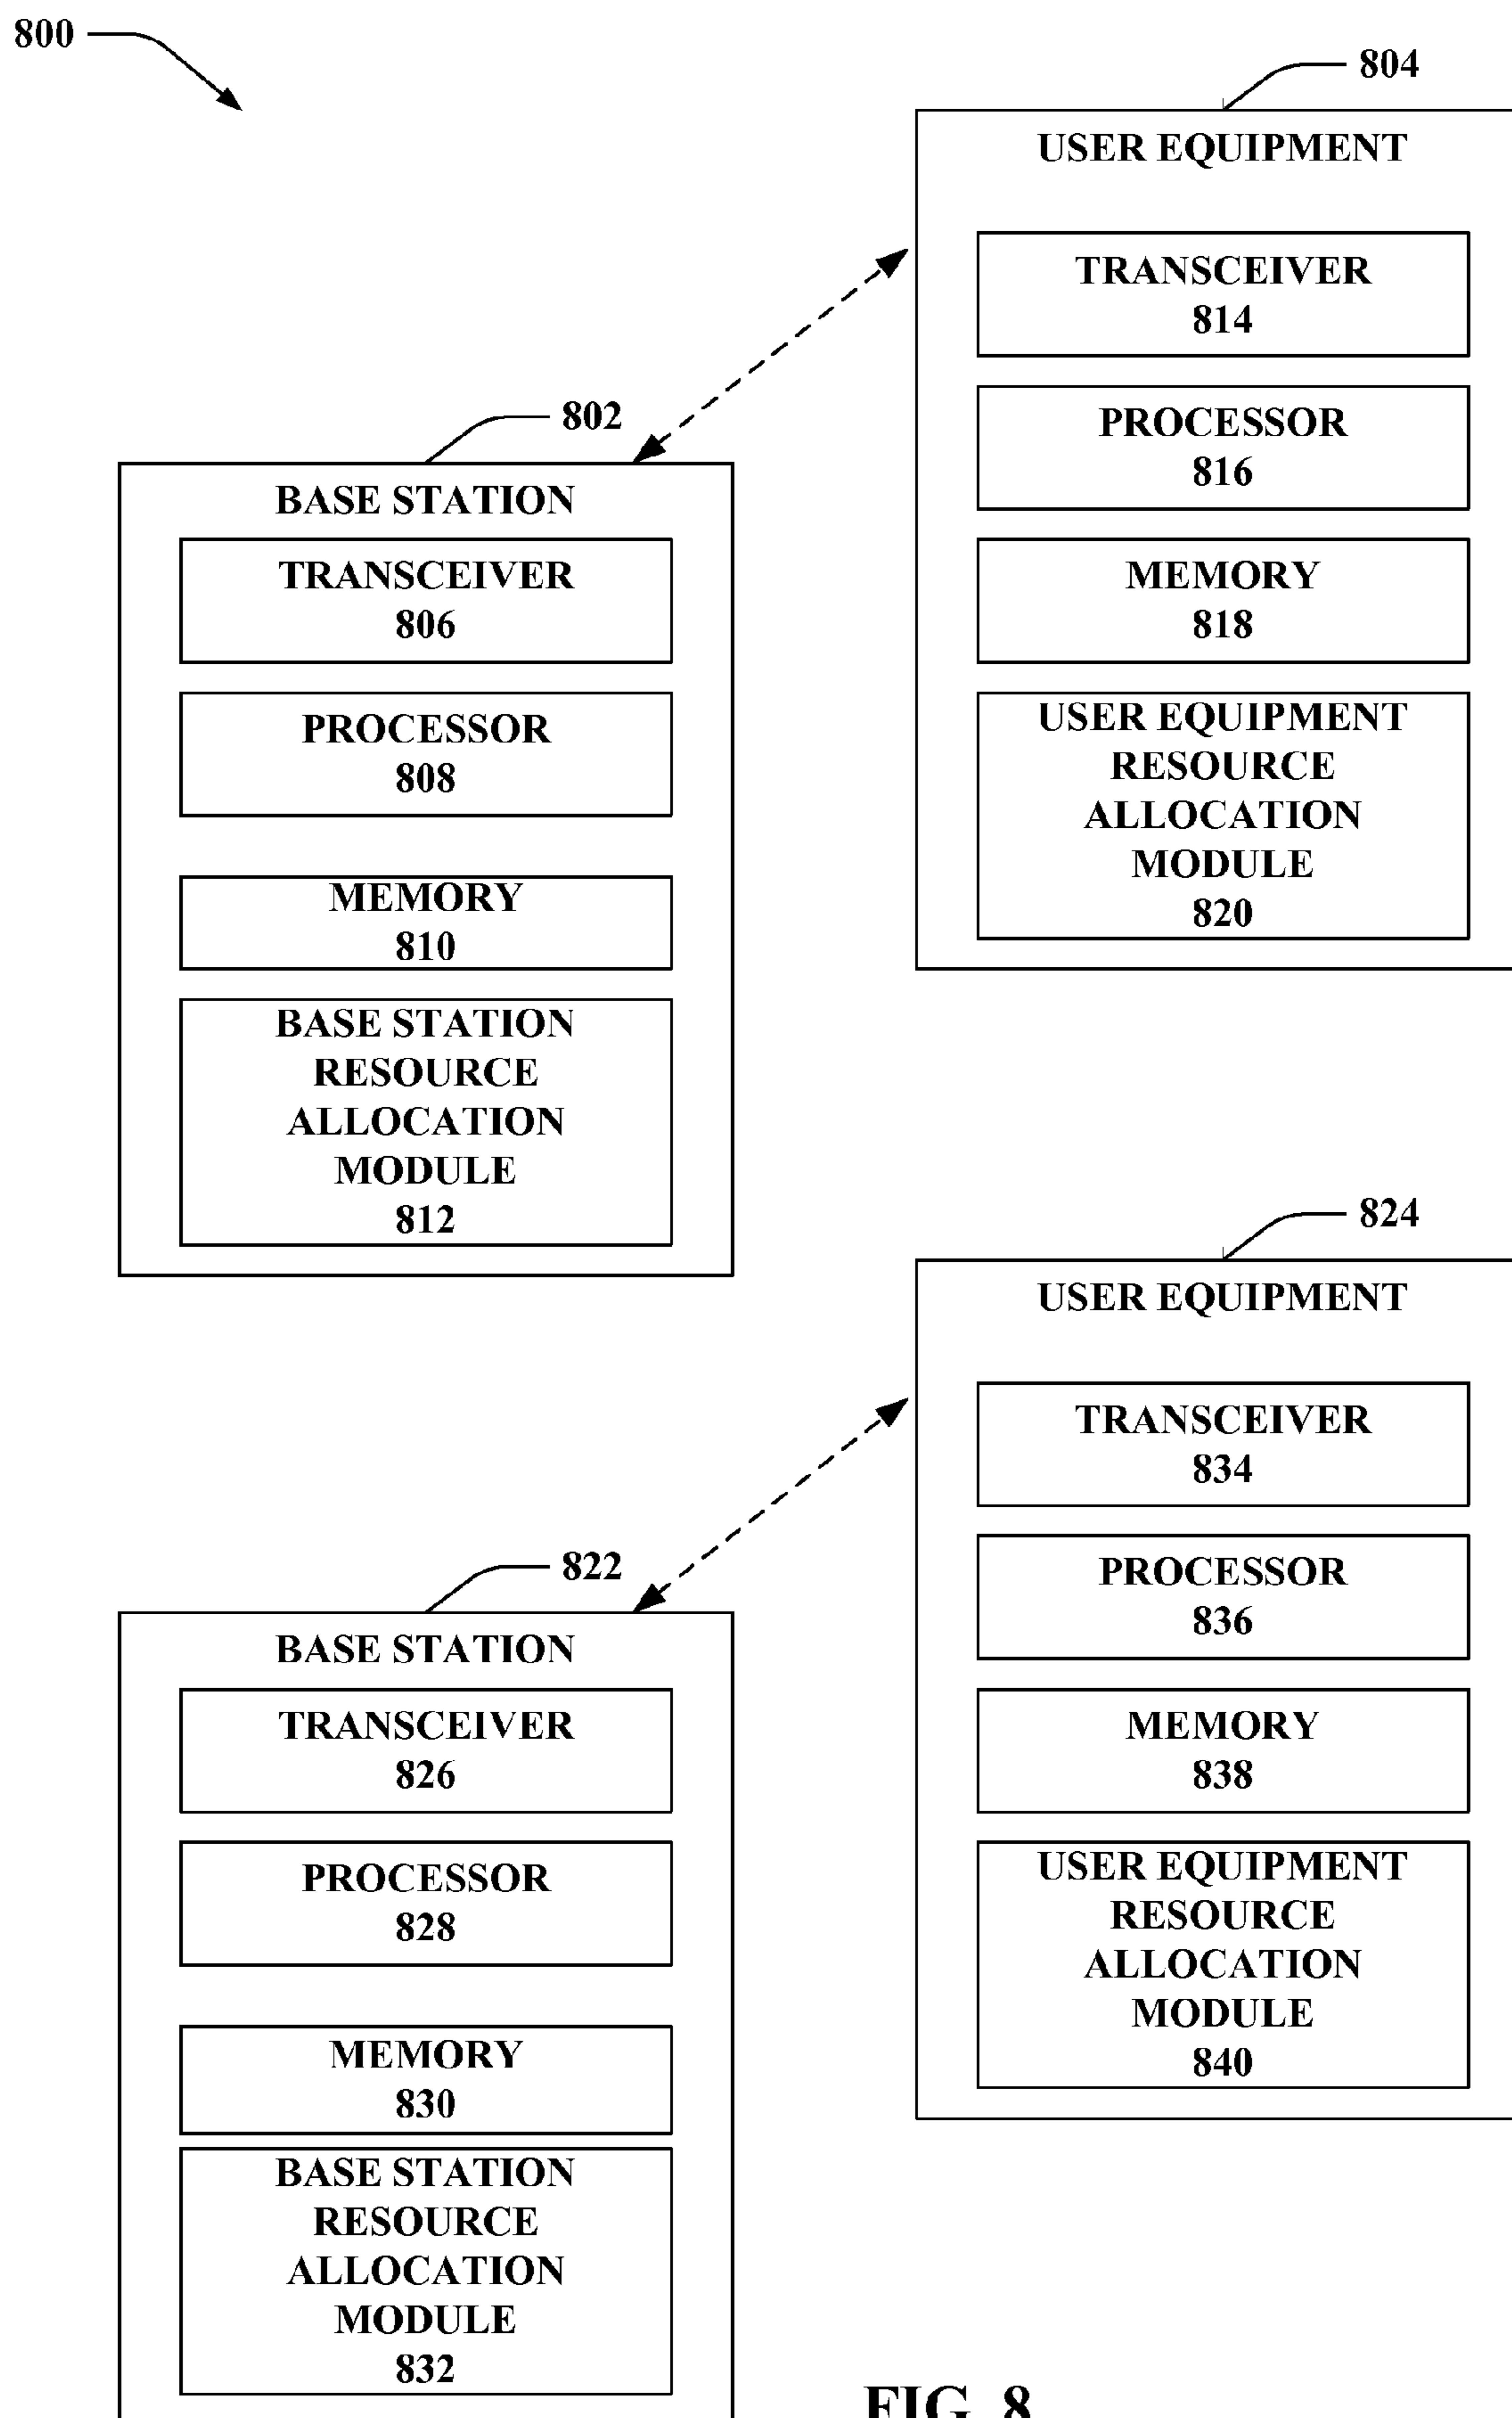 800
804
USER EQUIPMENT
TRANSCEIVER
814
PROCESSOR
816
MEMORY
818
USER EQUIPMENT
RESOURCE
ALLOCATION
MODULE
820
802
BASE STATION
TRANSCEIVER
806
PROCESSOR
808
MEMORY
810
BASE STATION
RESOURCE
ALLOCATION
MODULE
812
824
USER EQUIPMENT
TRANSCEIVER
834
PROCESSOR
836
MEMORY
838
USER EQUIPMENT
RESOURCE
ALLOCATION
MODULE
840
822
BASE STATION
TRANSCEIVER
826
PROCESSOR
828
MEMORY
830
BASE STATION
RESOURCE
ALLOCATION
MODULE
832
FIG. 8